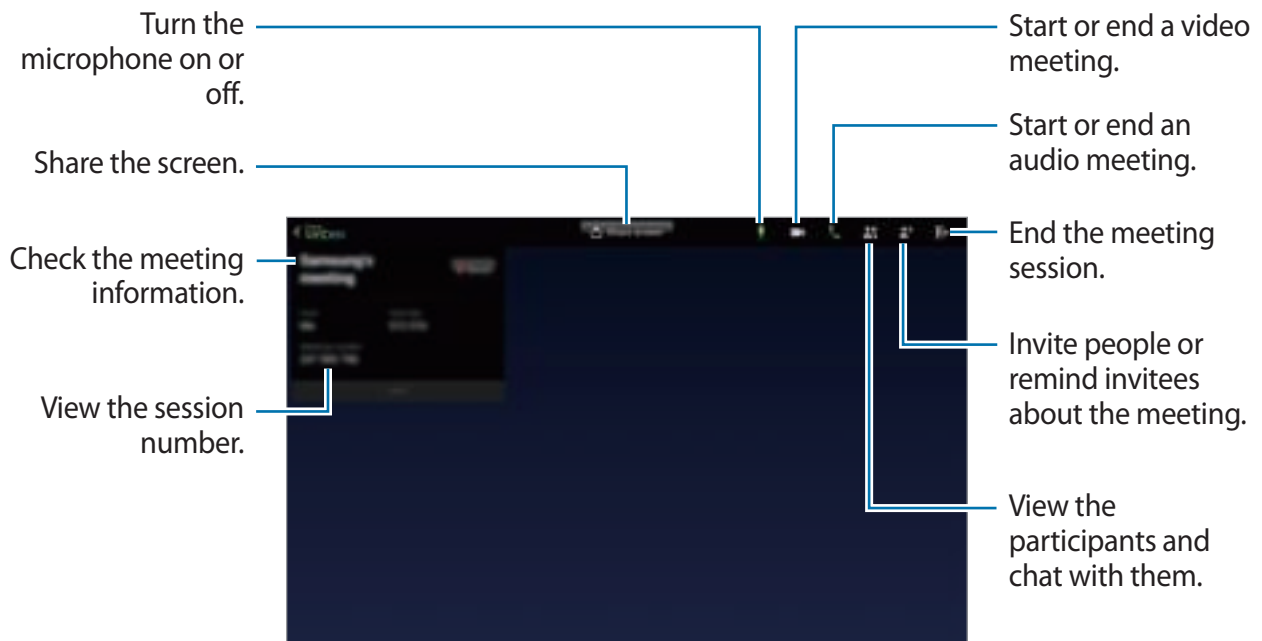 Turn the
microphone on or
off.
Share the screen.
Check the meeting
information.
View the session
number.
Start or end a video
meeting.
Start or end an
audio meeting.
End the meeting
session.
Invite people or
remind invitees
about the meeting.
View the
participants and
chat with them.
Samsung's
meeting